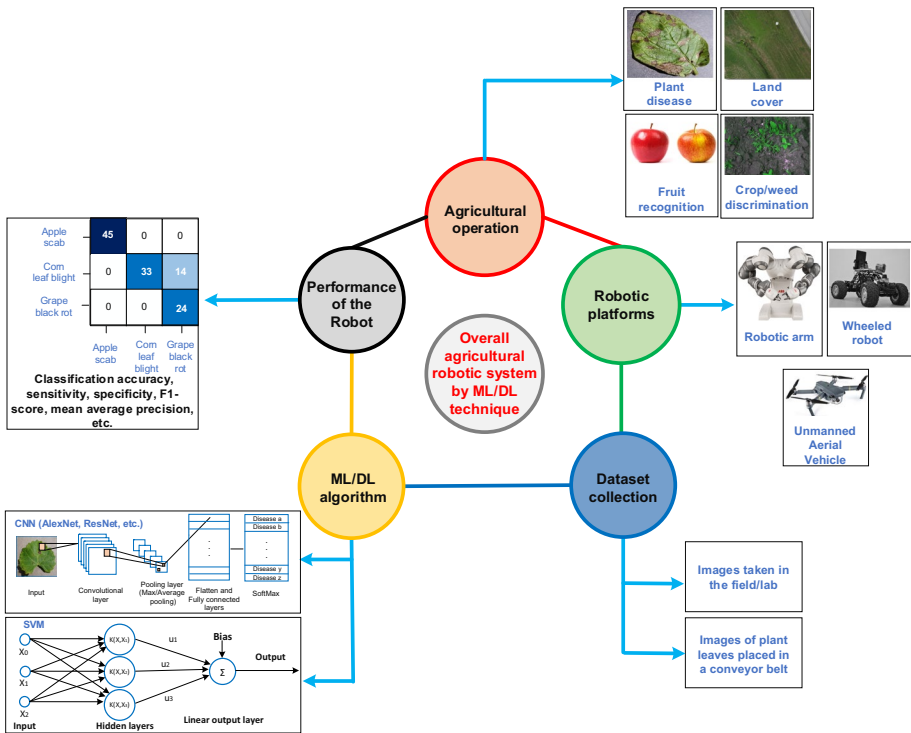 Plant
disease
Land
cover
Fruit
recognition
Crop/weed
discrimination
Agricultural
operation
Performance
of the
Robot
Robotic
platforms
Overall
agricultural
robotic system
by ML/DL
technique
Robotic arm
Wheeled
robot
Unmanned
Aerial
Vehicle
Apple
scab
45 0 0
Corn
leaf blight
0 33 14
Grape
black rot
0 0 24
Apple
scab
Corn
leaf
blight
Grape
black
rot
Classification accuracy,
sensitivity, specificity, F1-
score, mean average precision,
etc.
ML/DL
algorithm
Dataset
collection
CNN (AlexNet, ResNet, etc.)
Input
Convolutional
layer
Pooling layer
(Max/Average
pooling)
Flatten and
Fully connected
layers
Disease a
Disease b
Disease y
Disease z
SoftMax
Images taken in
the field/lab
Images of plant
leaves placed in
a conveyor belt
SVM
X0
X1
X2
Input
u1
u2
u3
Hidden layers
Bias
Σ
Output
Linear output layer